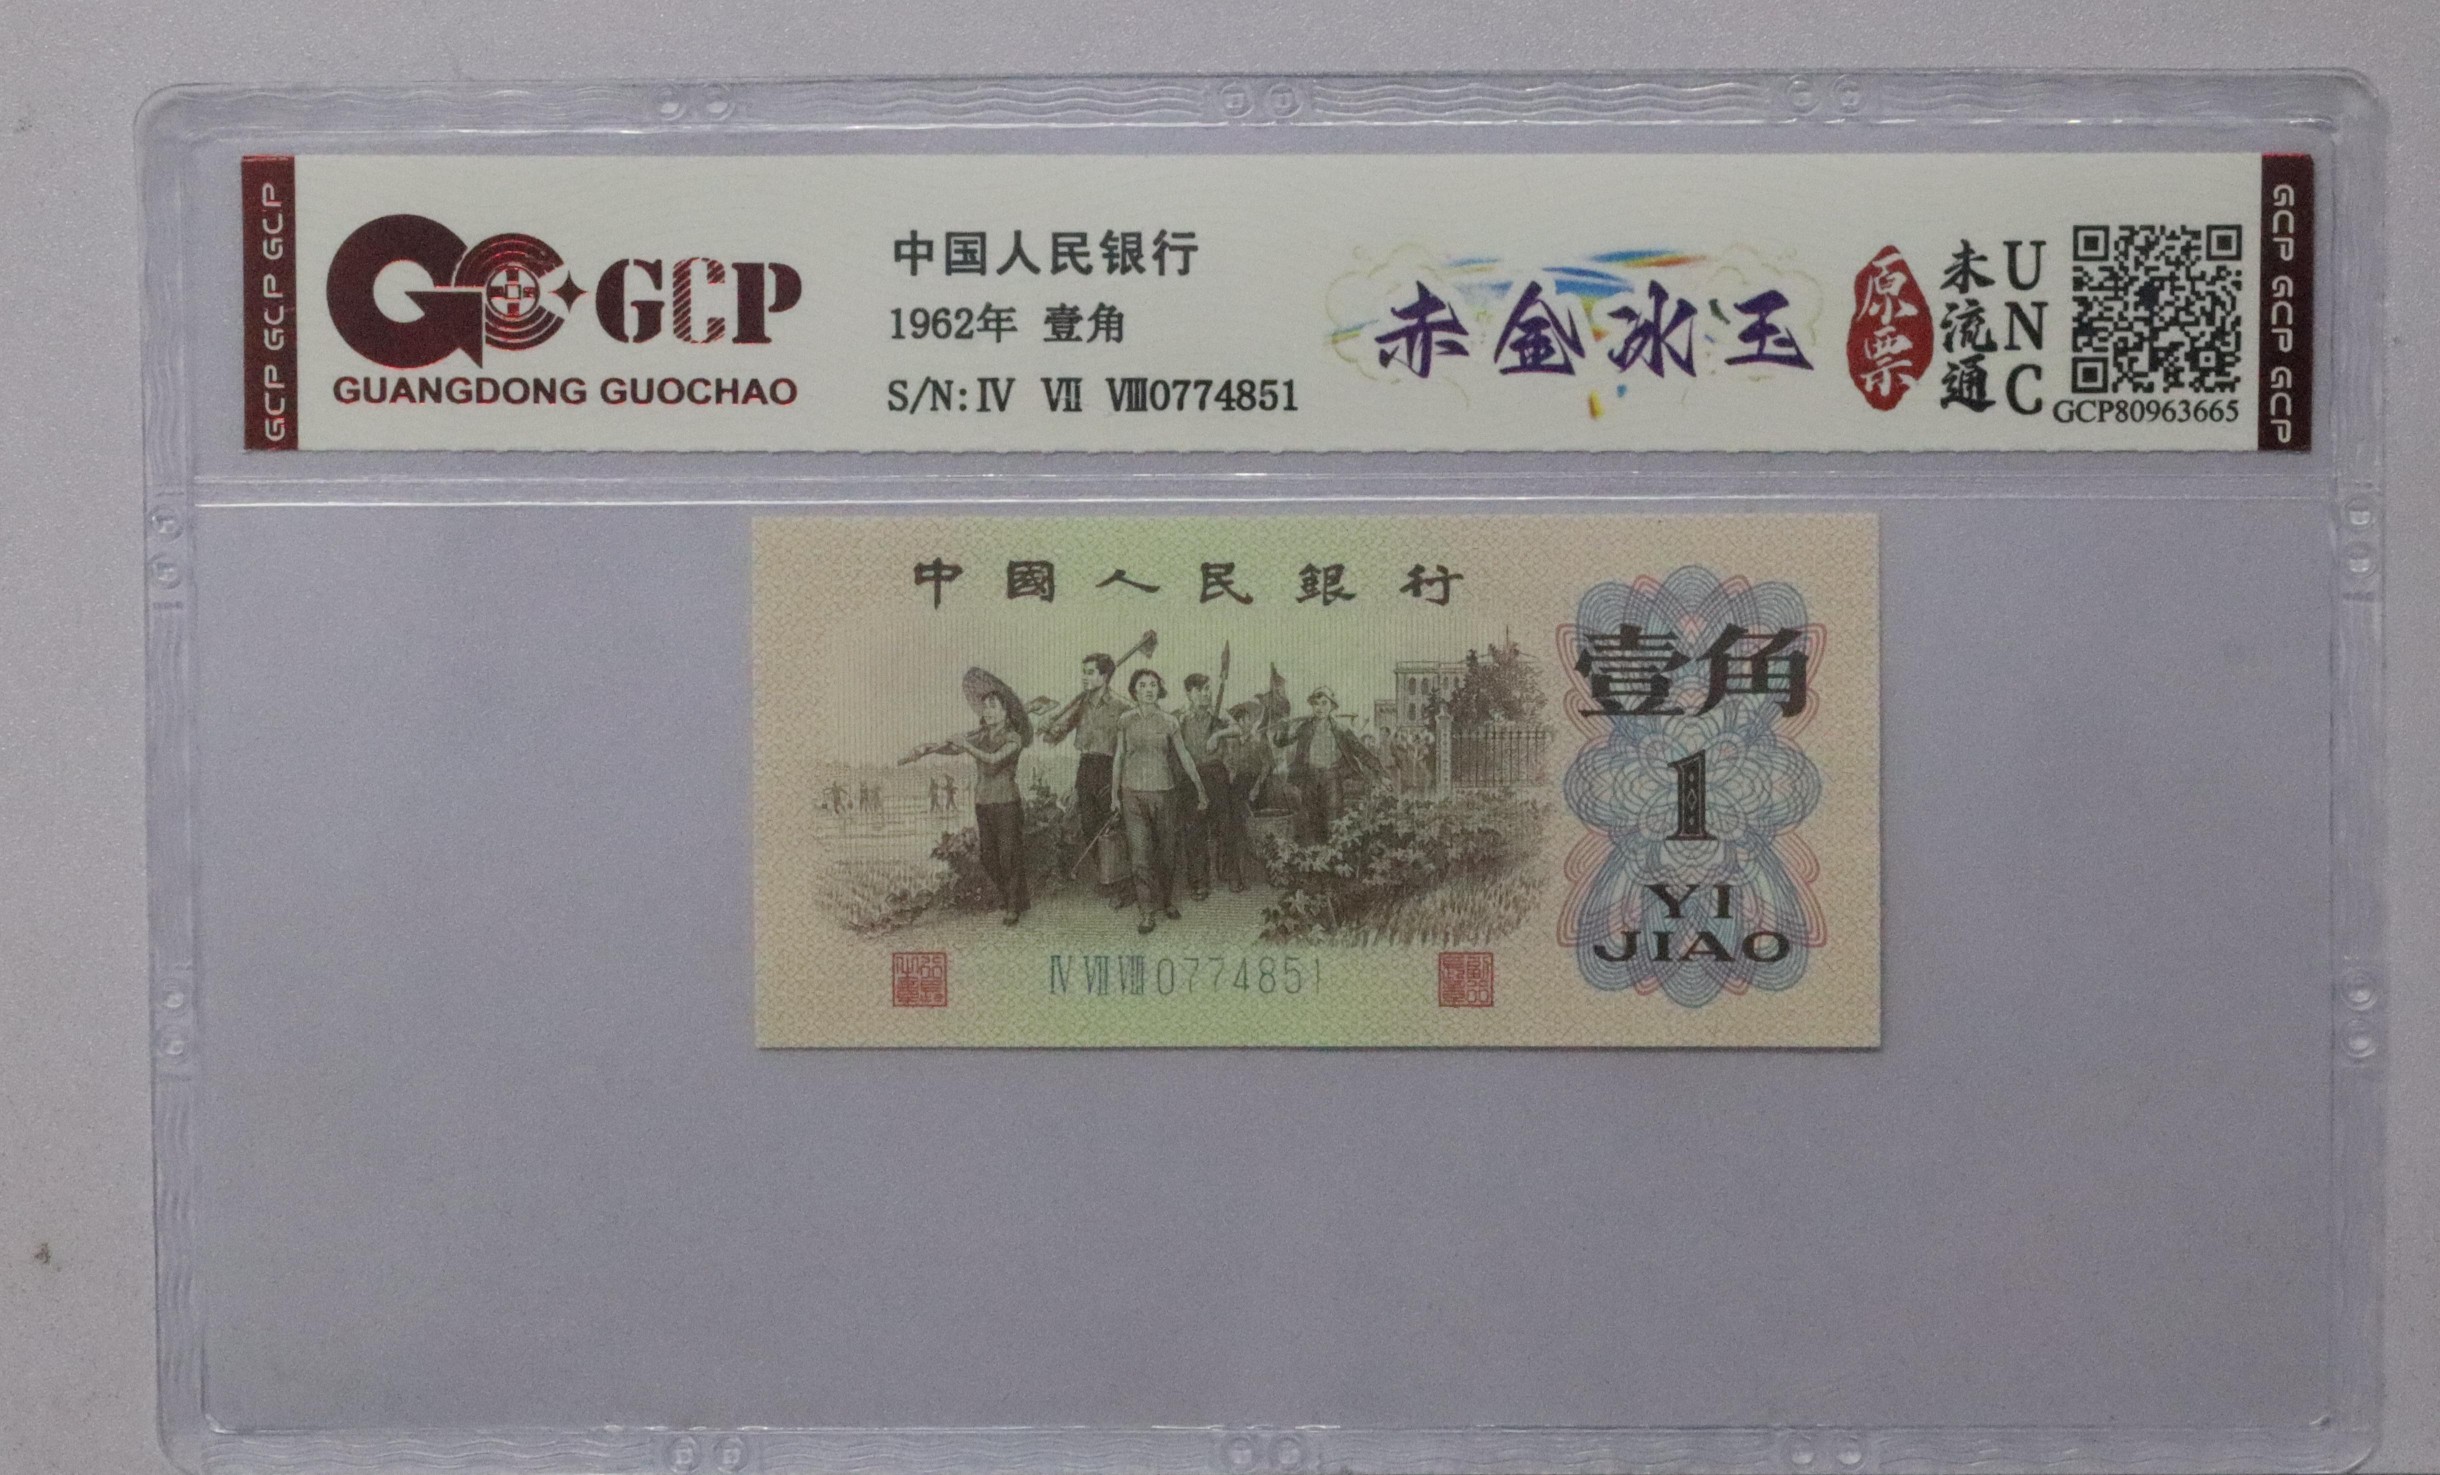 GCP GCP GCP
GCP
GUANGDONG GUOCHAO
中国人民银行
1962年 壹角
S/N: Ⅳ Ⅶ Ⅷ0774851
赤金冰玉
原票
未流通
UNC
GCP80963665
GCP GCP GCP
中國人民銀行
壹角
1
YI
JIAO
Ⅳ Ⅶ Ⅷ 0774851